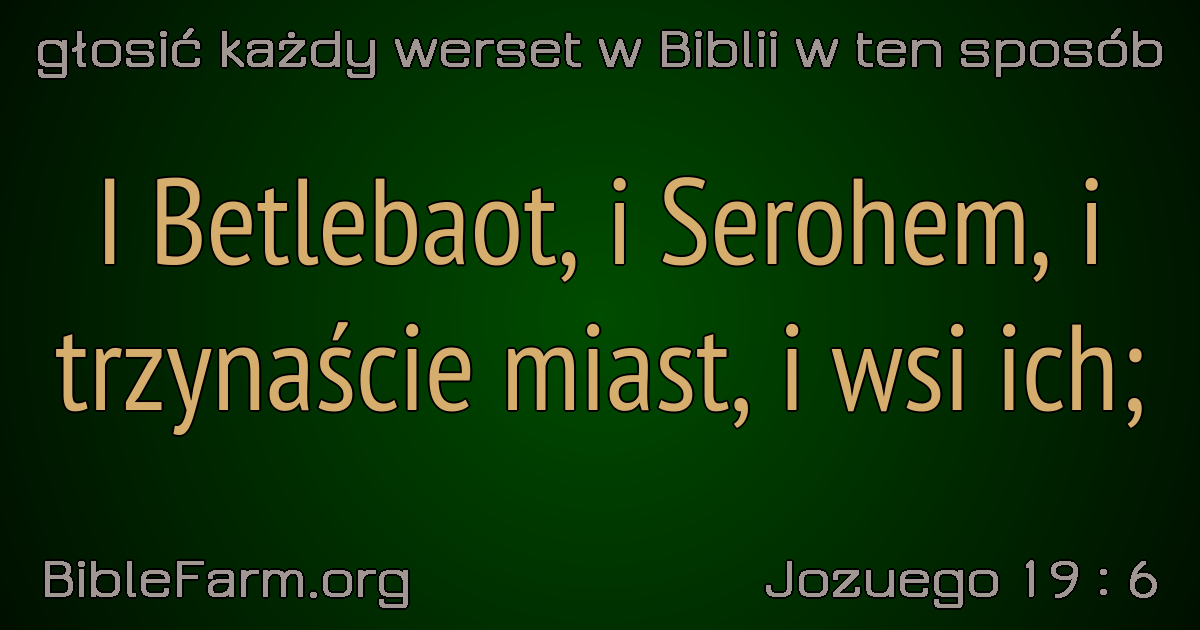 głosić każdy werset w Biblii w ten sposób
I Betlebaot, i Serohem, i
trzynaście miast, i wsi ich;
BibleFarm.org
Jozuego 19 : 6